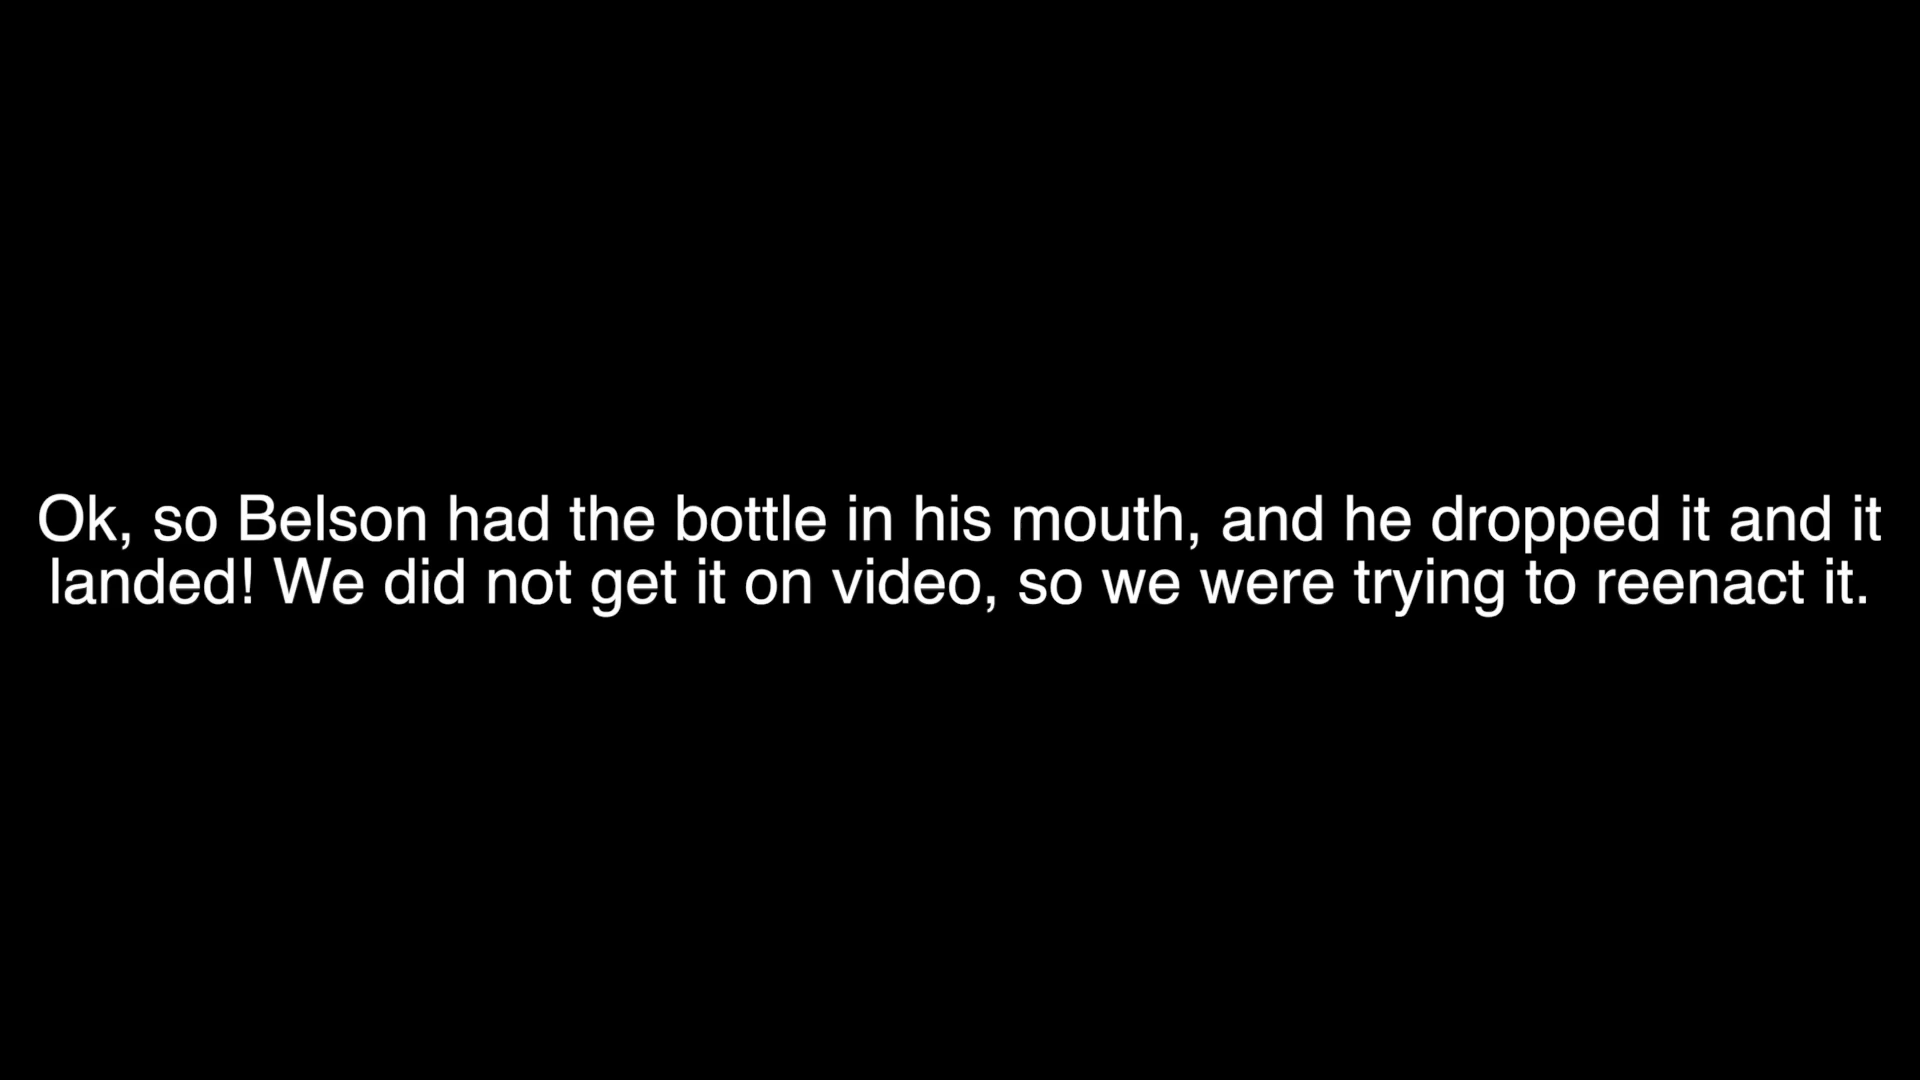 Ok, so Belson had the bottle in his mouth, and he dropped it and it
landed! We did not get it on video, so we were trying to reenact it.